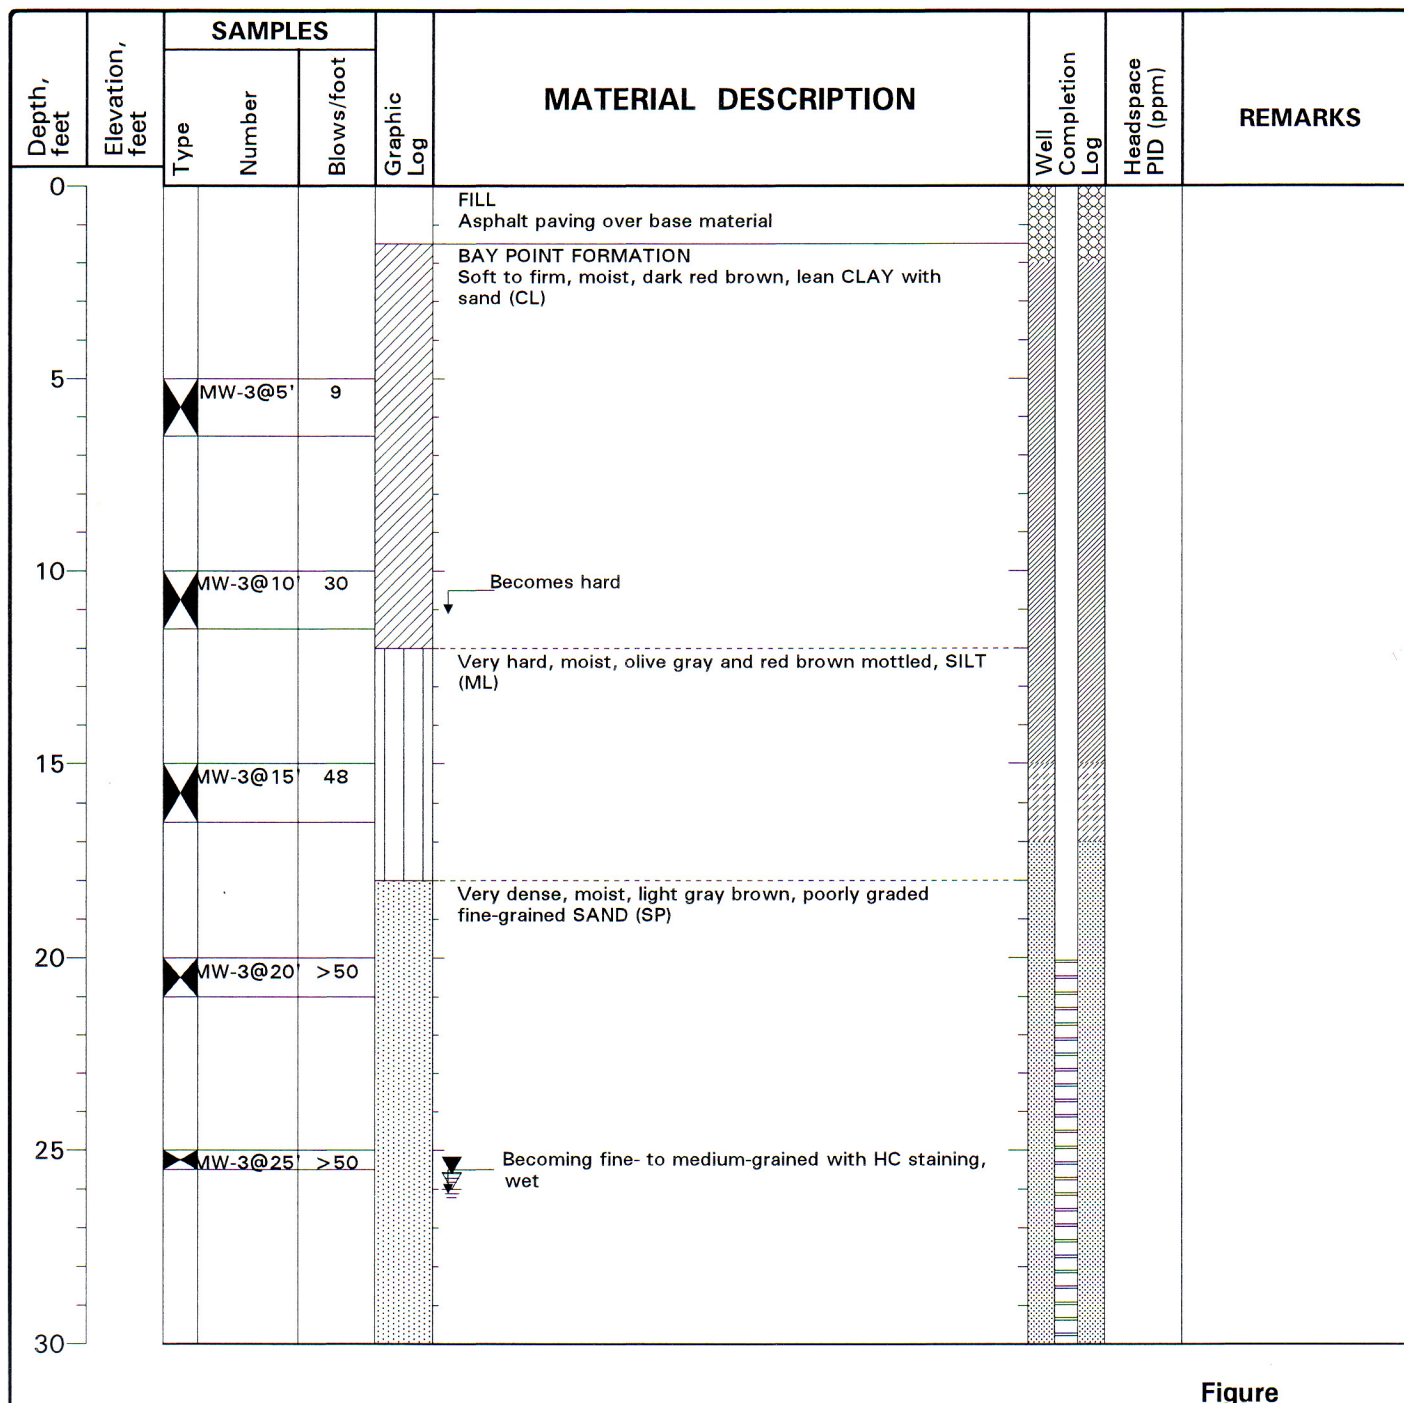 SAMPLES
Depth,
feet
Elevation,
feet
Type
Number
Blows/foot
Graphic
Log
MATERIAL DESCRIPTION
Well
Completion
Log
Headspace
PID (ppm)
REMARKS
0
FILL
Asphalt paving over base material
BAY POINT FORMATION
Soft to firm, moist, dark red brown, lean CLAY with
sand (CL)
5
MW-3@5' 9
10
MW-3@10' 30
Becomes hard
Very hard, moist, olive gray and red brown mottled, SILT
(ML)
15
MW-3@15' 48
Very dense, moist, light gray brown, poorly graded
fine-grained SAND (SP)
20
MW-3@20' >50
25
MW-3@25' >50
Becoming fine- to medium-grained with HC staining,
wet
30
Figure